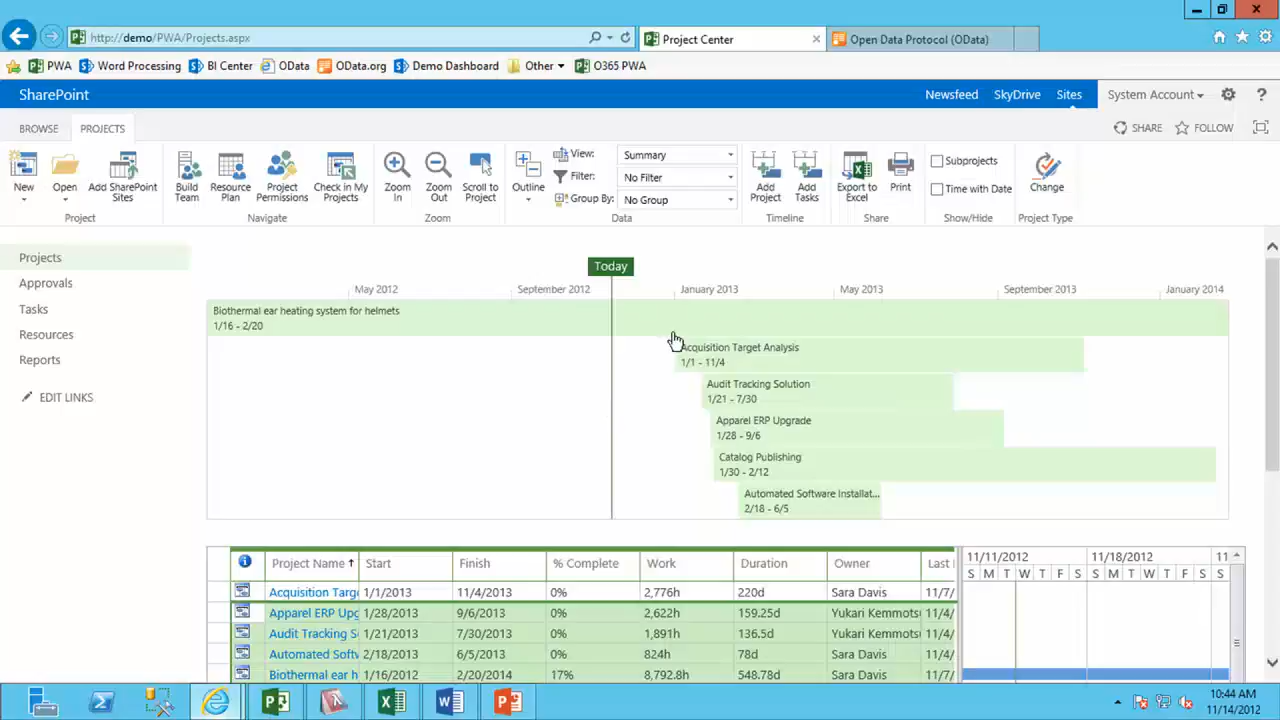 http://demo/PWA/Projects.aspx
Project Center
Open Data Protocol (OData)
PWA
Word Processing
BI Center
OData
OData.org
Demo Dashboard
Other
O365 PWA
SharePoint
Newsfeed
SkyDrive
Sites
System Account
?
BROWSE
PROJECTS
SHARE
FOLLOW
New
Open
Add SharePoint
Sites
Project
Build
Team
Resource
Plan
Project
Permissions
Check in My
Projects
Navigate
Zoom
In
Zoom
Out
Scroll to
Project
Zoom
Outline
View:
Summary
Filter:
No Filter
Group By:
No Group
Data
Add
Project
Add
Tasks
Timeline
Export to
Excel
Print
Share
Subprojects
Time with Date
Show/Hide
Change
Project Type
Projects
Approvals
Tasks
Resources
Reports
EDIT LINKS
Today
May 2012
September 2012
January 2013
May 2013
September 2013
January 2014
Biothermal ear heating system for helmets
1/16 - 2/20
Acquisition Target Analysis
1/1 - 11/4
Audit Tracking Solution
1/21 - 7/30
Apparel ERP Upgrade
1/28 - 9/6
Catalog Publishing
1/30 - 2/12
Automated Software Installat...
2/18 - 6/5
Project Name Start Finish % Complete Work Duration Owner Last
Acquisition Targ 1/1/2013 11/4/2013 0% 2,776h 220d Sara Davis 11/7/
Apparel ERP Upg 1/28/2013 9/6/2013 0% 2,622h 159.25d Yukari Kemmots 11/4/
Audit Tracking S 1/21/2013 7/30/2013 0% 1,891h 136.5d Yukari Kemmots 11/4/
Automated Softw 2/18/2013 6/5/2013 0% 824h 78d Sara Davis 11/4/
Biothermal ear h 1/16/2012 2/20/2014 17% 8,792.8h 548.78d Sara Davis 11/4/
11/11/2012 11/18/2012 11
S M T W T F S S M T W T F S S
10:44 AM
11/14/2012